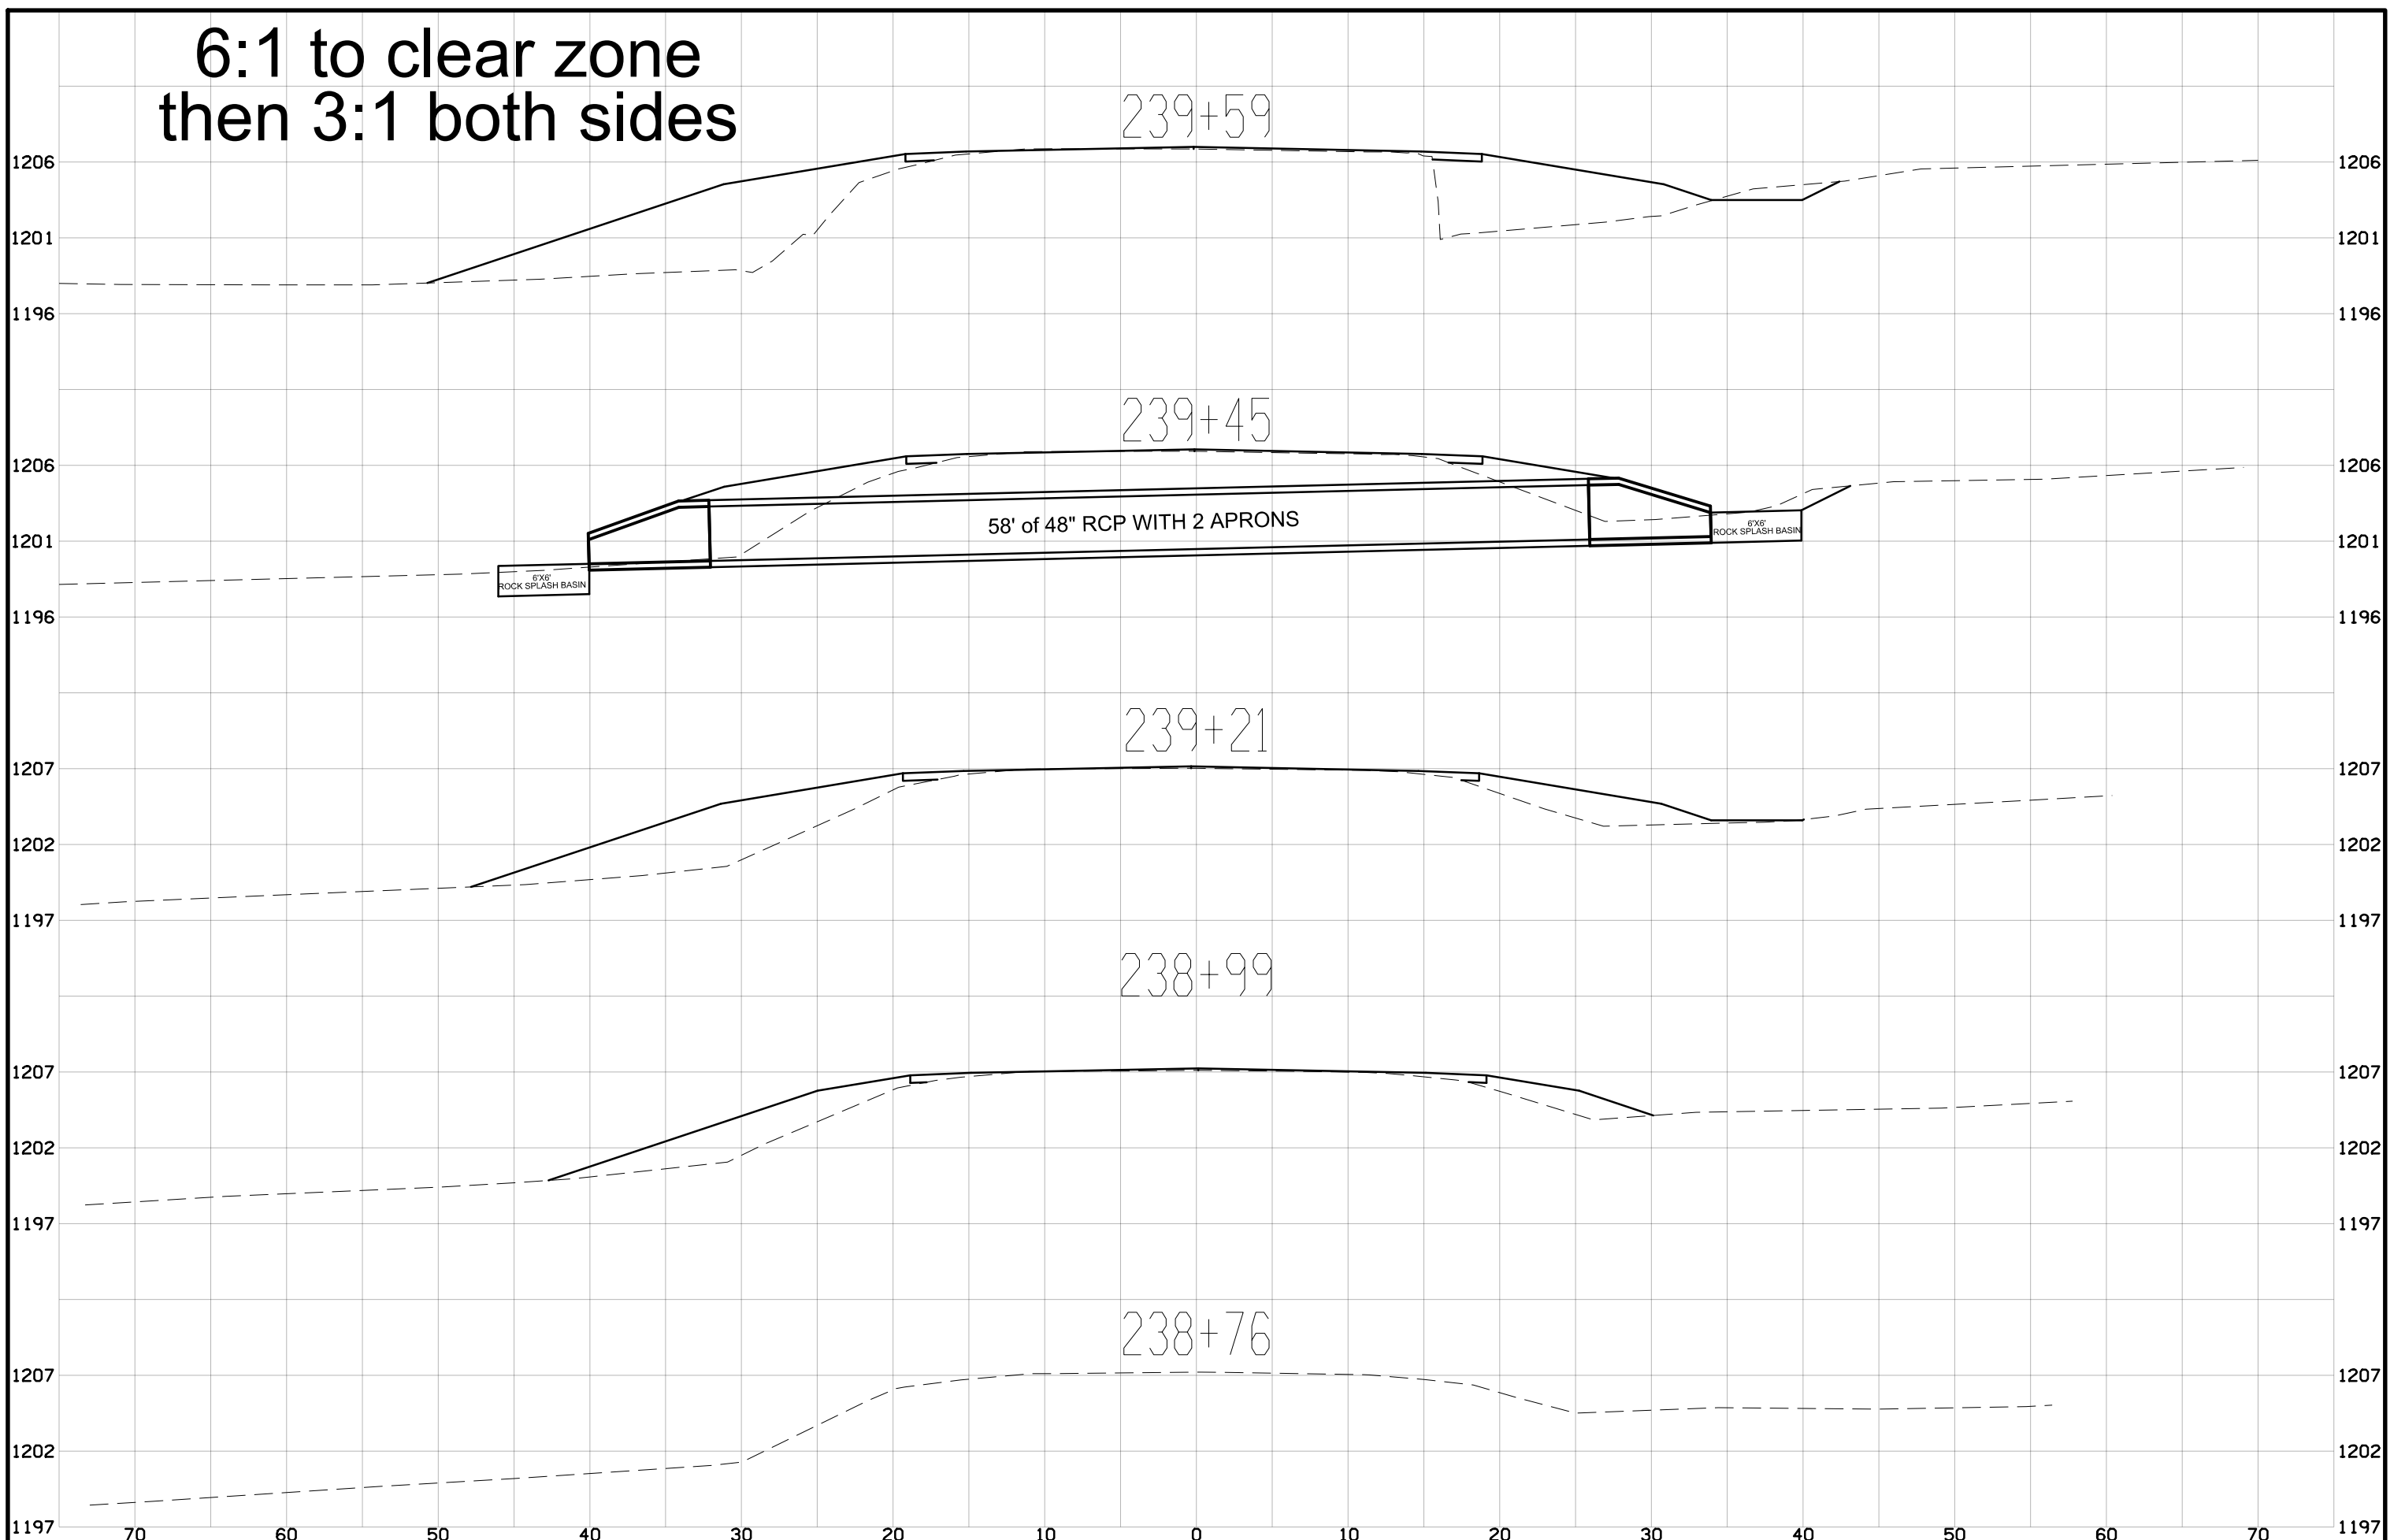 6:1 to clear zone
then 3:1 both sides
239+59
1206 1206
1201 1201
1196 1196
239+45
1206 1206
58' of 48" RCP WITH 2 APRONS
6'X6'
ROCK SPLASH BASIN
1201 1201
6'X6'
ROCK SPLASH BASIN
1196 1196
239+21
1207 1207
1202 1202
1197 1197
238+99
1207 1207
1202 1202
1197 1197
238+76
1207 1207
1202 1202
1197 1197
70 60 50 40 30 20 10 0 10 20 30 40 50 60 70